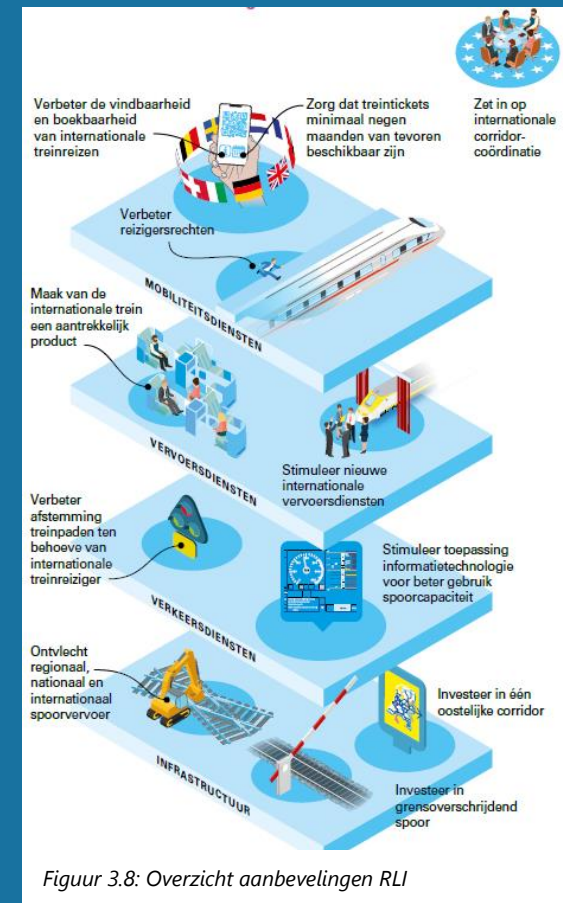 Verbeter de vindbaarheid
en boekbaarheid
van internationale
treinreizen
Zorg dat treintickets
minimaal negen
maanden van tevoren
beschikbaar zijn
Zet in op
internationale
corridor-
coördinatie
Verbeter
reizigersrechten
MOBILITEITSDIENSTEN
Maak van de
internationale trein
een aantrekkelijk
product
VERVOERSDIENSTEN
Stimuleer nieuwe
internationale
vervoersdiensten
Verbeter
afstemming
treinpaden ten
behoeve van
internationale
treinreiziger
Stimuleer toepassing
informatietechnologie
voor beter gebruik
spoorcapaciteit
VERKEERSDIENSTEN
Ontvlecht
regionaal,
nationaal en
internationaal
spoorvervoer
Investeer in één
oostelijke corridor
Investeer in
grensoverschrijdend
spoor
INFRASTRUCTUUR
Figuur 3.8: Overzicht aanbevelingen RLI